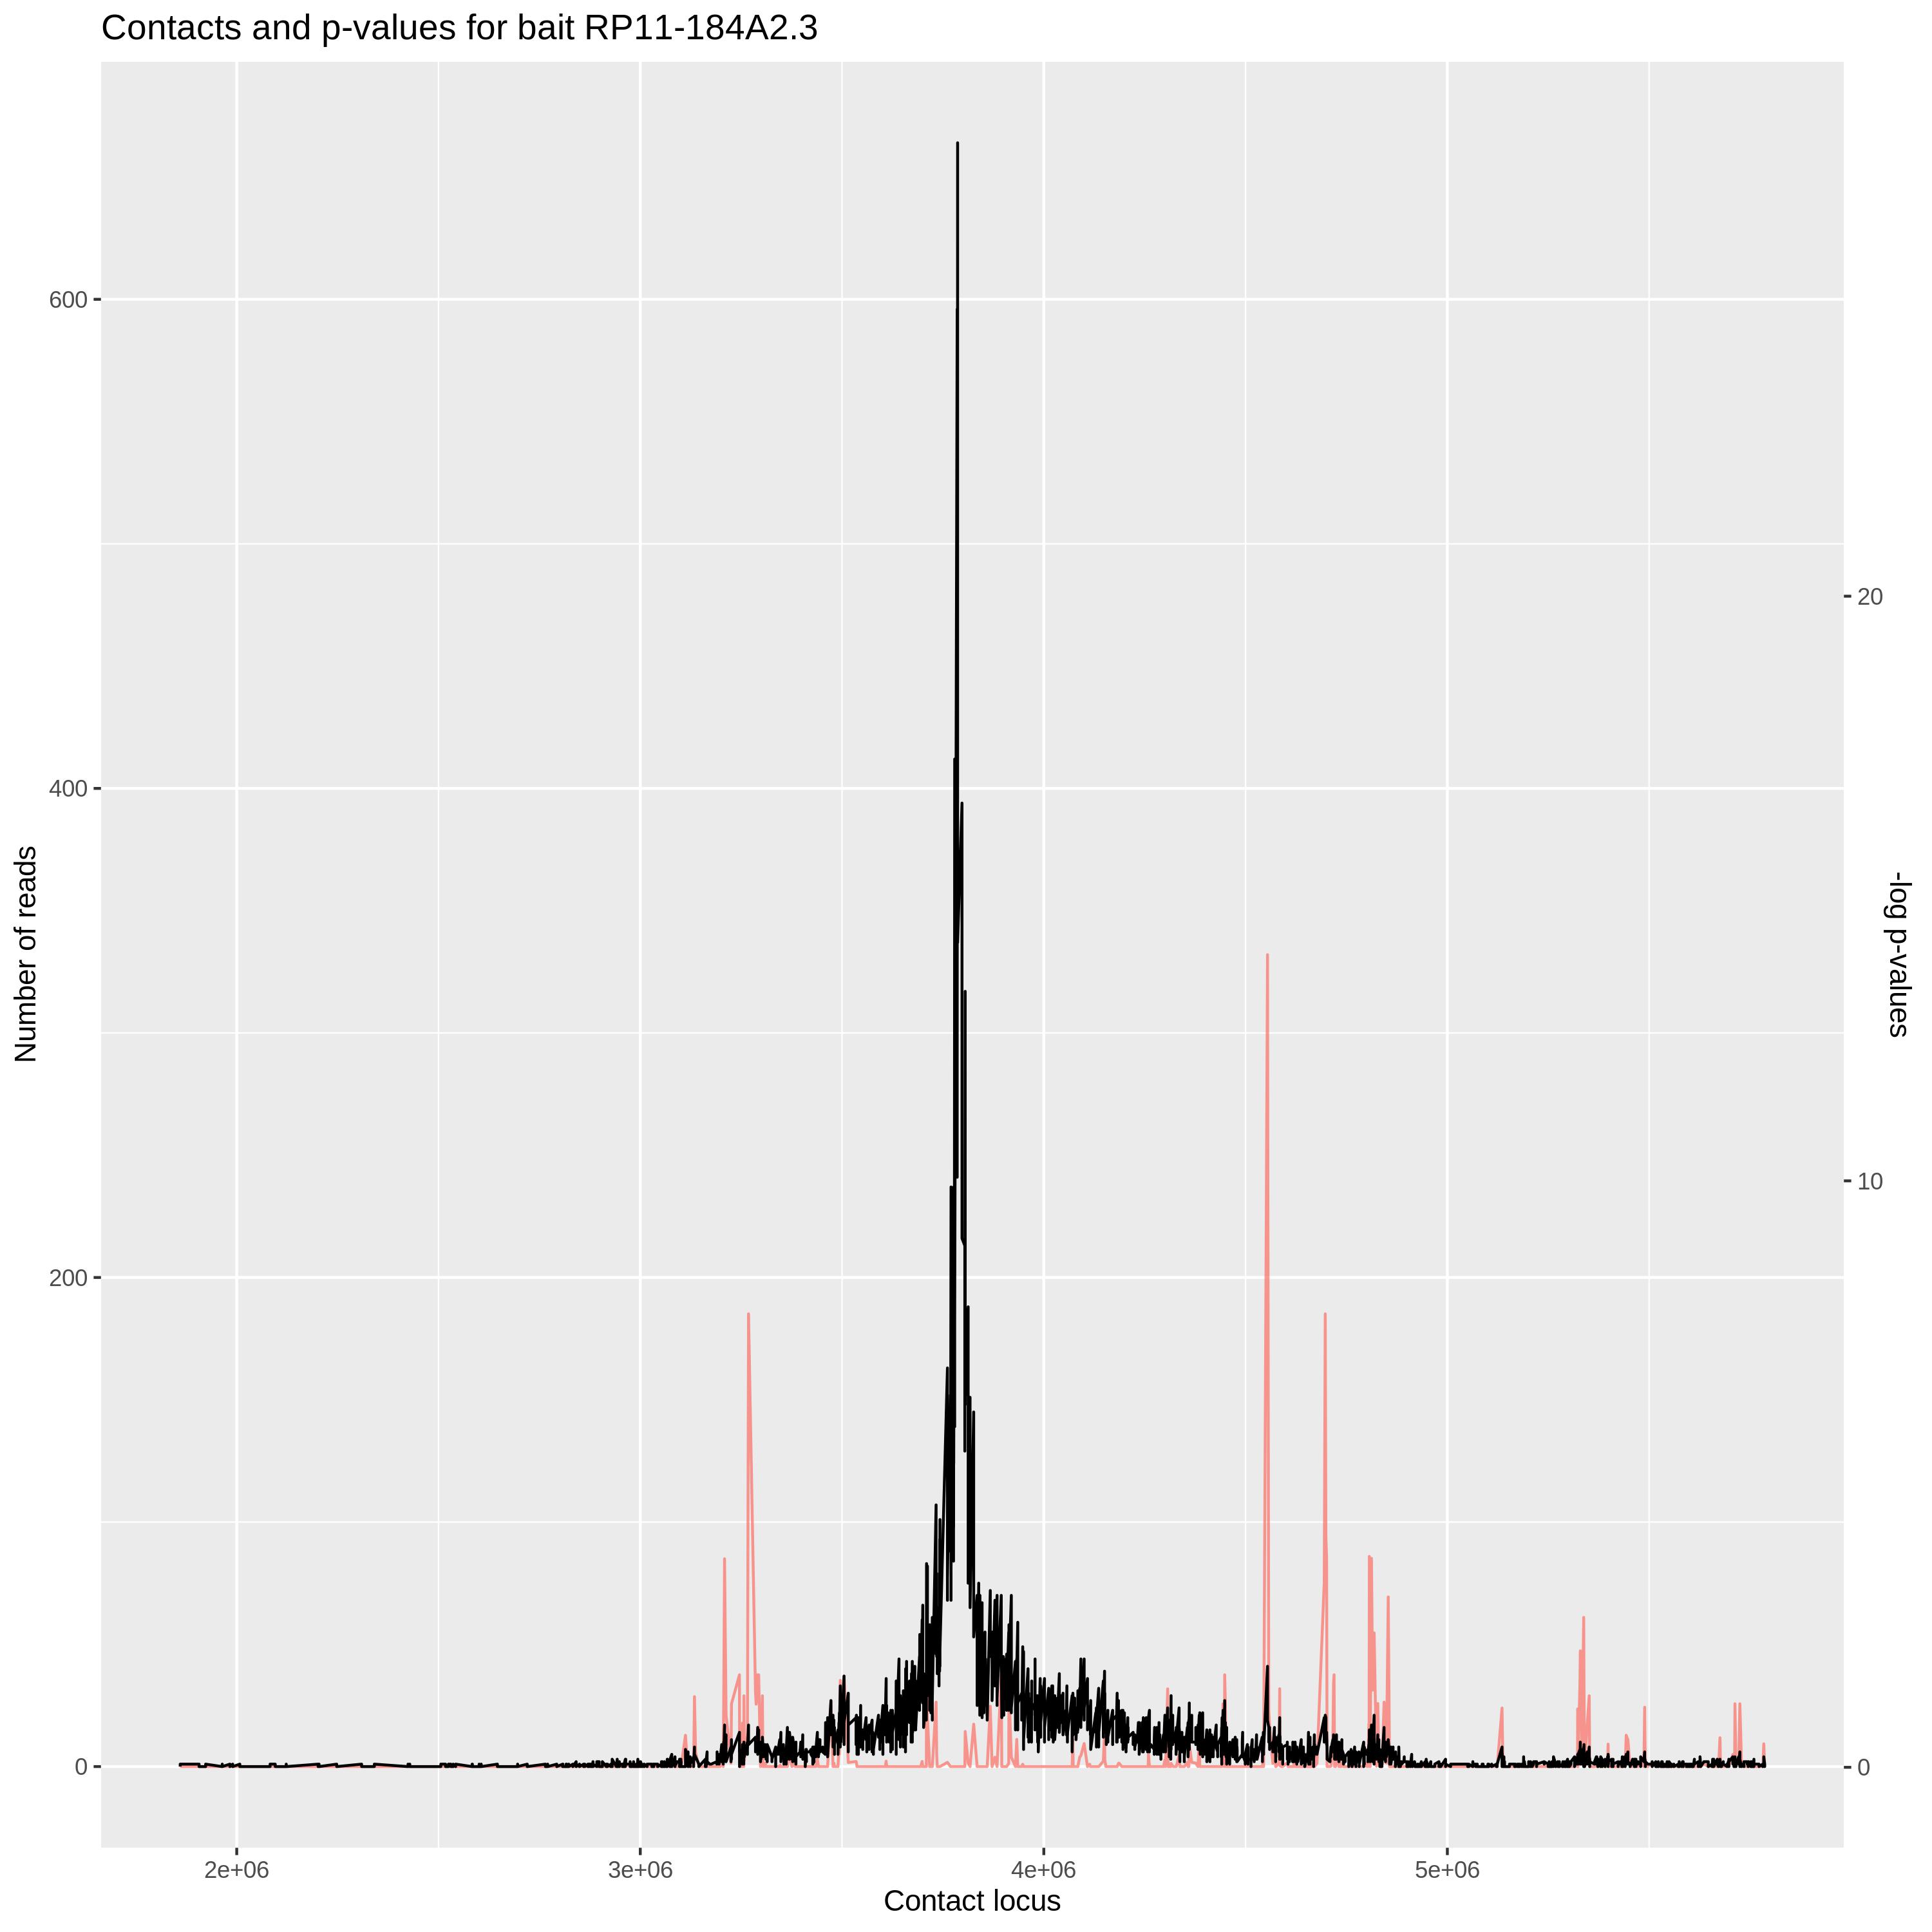 Contacts and p-values for bait RP11-184A2.3
600
400
200
0
Number of reads
20
10
0
-log p-values
2e+06
3e+06
4e+06
5e+06
Contact locus